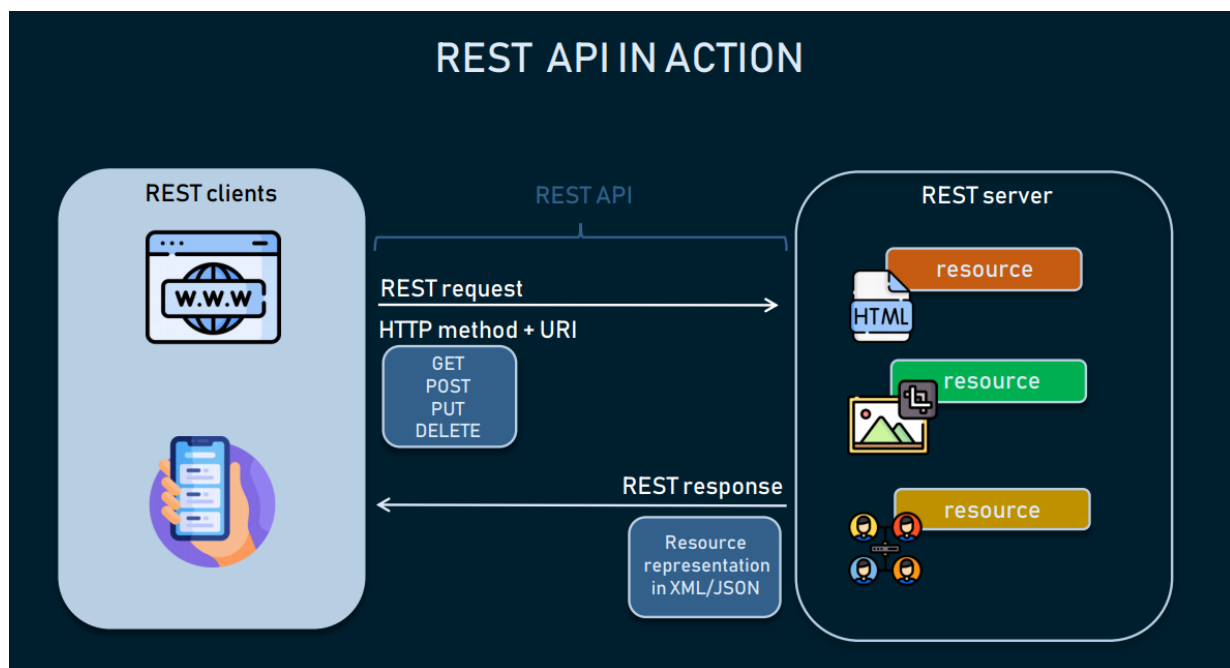 REST API IN ACTION
REST clients
W.W.W
REST API
REST request
HTTP method + URI
GET
POST
PUT
DELETE
REST response
Resource
representation
in XML/JSON
REST server
resource
HTML
resource
resource